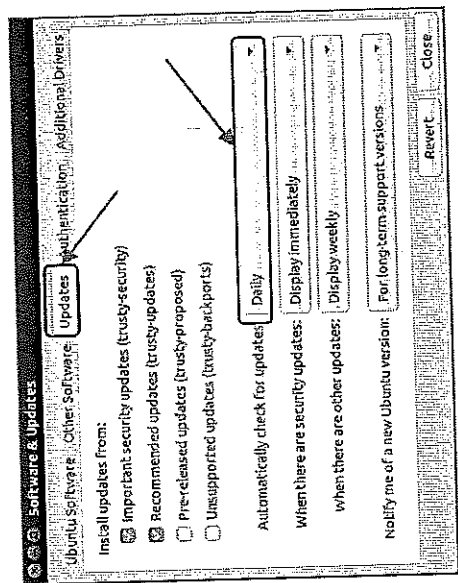 Software & Updates
Ubuntu Software Other Software Updates Authentication Additional Drivers
Install updates from:
Important security updates (trusty-security)
Recommended updates (trusty-updates)
Pre-released updates (trusty-proposed)
Unsupported updates (trusty-backports)
Automatically check for updates: Daily
When there are security updates: Display immediately
When there are other updates: Display weekly
Notify me of a new Ubuntu version: For long-term support versions
Revert Close